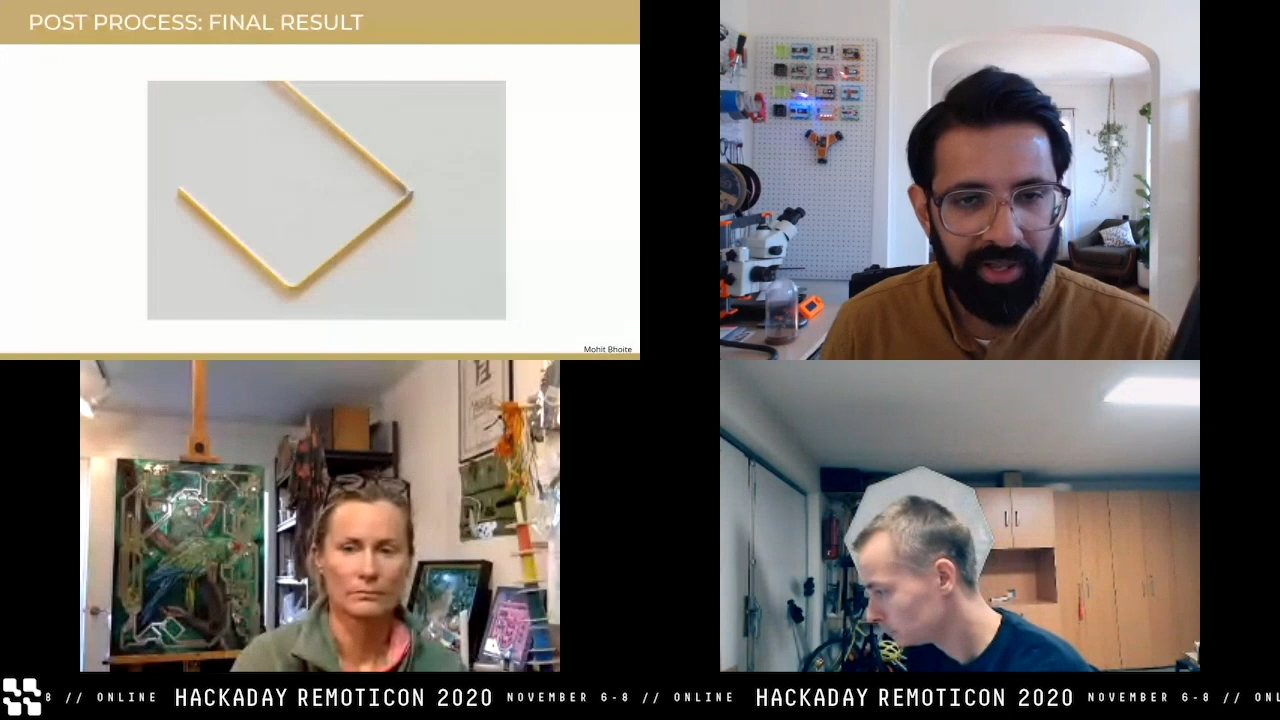 POST PROCESS: FINAL RESULT
Mohit Bhoite
8 // ONLINE HACKADAY REMOTICON 2020 NOVEMBER 6-8 // ONLINE HACKADAY REMOTICON 2020 NOVEMBER 6-8 // ONL